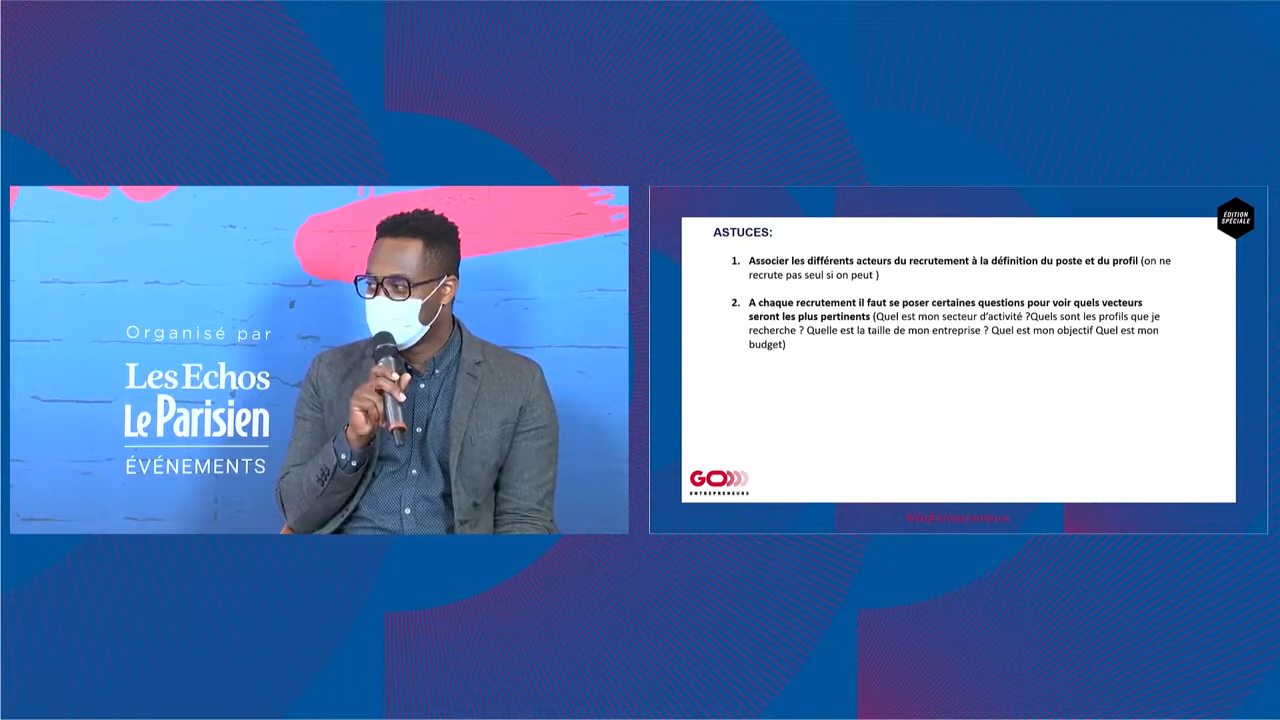 Organisé par
Les Echos
Le Parisien
ÉVÉNEMENTS
ÉDITION
SPÉCIALE
ASTUCES:
1. Associer les différents acteurs du recrutement à la définition du poste et du profil (on ne
recrute pas seul si on peut )
2. A chaque recrutement il faut se poser certaines questions pour voir quels vecteurs
seront les plus pertinents (Quel est mon secteur d'activité ?Quels sont les profils que je
recherche ? Quelle est la taille de mon entreprise ? Quel est mon objectif Quel est mon
budget)
GO
ENTREPRENEURS
#GoEntrepreneurs